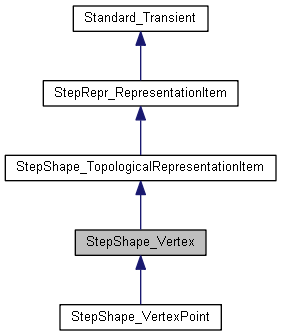 Standard_Transient
StepRepr_RepresentationItem
StepShape_TopologicalRepresentationItem
StepShape_Vertex
StepShape_VertexPoint